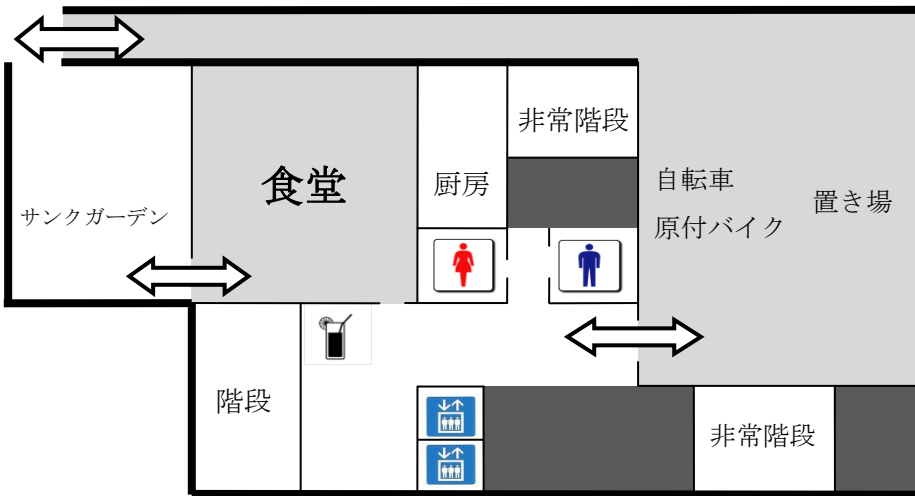 非常階段
食堂
厨房
自転車
原付バイク
置き場
サンクガーデン
階段
非常階段